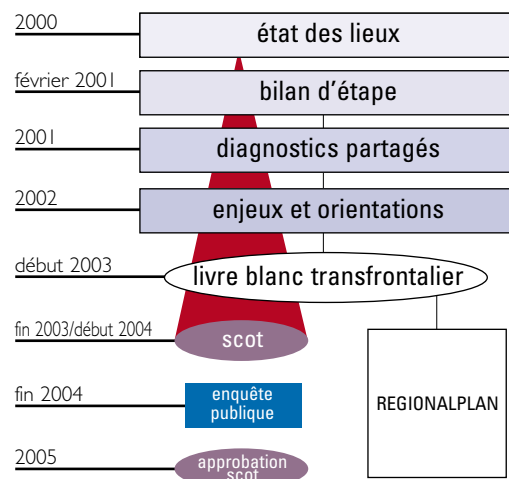 2000
état des lieux
février 2001
bilan d'étape
2001
diagnostics partagés
2002
enjeux et orientations
début 2003
livre blanc transfrontalier
fin 2003/début 2004
scot
fin 2004
enquête
publique
REGIONALPLAN
2005
approbation
scot